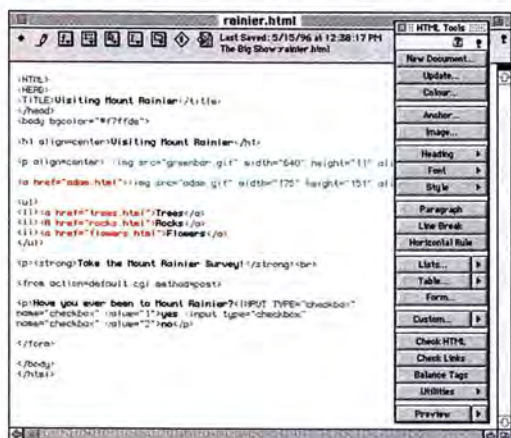 rainier.html
Last Saved: 5/15/96 at 12:38:17 PM
The Big Show:rainier.html
<HTML>
<HEAD>
<TITLE>Visiting Mount Rainier</title>
</head>
<body bgcolor="#f7ffde">
<h1 align=center>Visiting Mount Rainier</h1>
<p align=center> <img src="greenbar.gif" width="640" height="11" ali
<a href="adam.html"><img src="adam.gif" width="175" height="151" ali
<ul>
<li><a href="trees.html">Trees</a>
<li><A href="rocks.html">Rocks</a>
<li><a href="flowers.html">Flowers</a>
</ul>
<p><strong>Take the Mount Rainier Survey!</strong><br>
<from action=default.cgi method=post>
<p>Have you ever been to Mount Rainier?<INPUT TYPE="checkbox"
name="checkbox" value="1">yes <input type="checkbox"
name="checkbox" value="2">no</p>
</form>
</body>
</html>
HTML Tools
New Document...
Update...
Colour...
Anchor...
Image...
Heading
Font
Style
Paragraph
Line Break
Horizontal Rule
Lists...
Table...
Form...
Custom...
Check HTML
Check Links
Balance Tags
Utilities
Preview